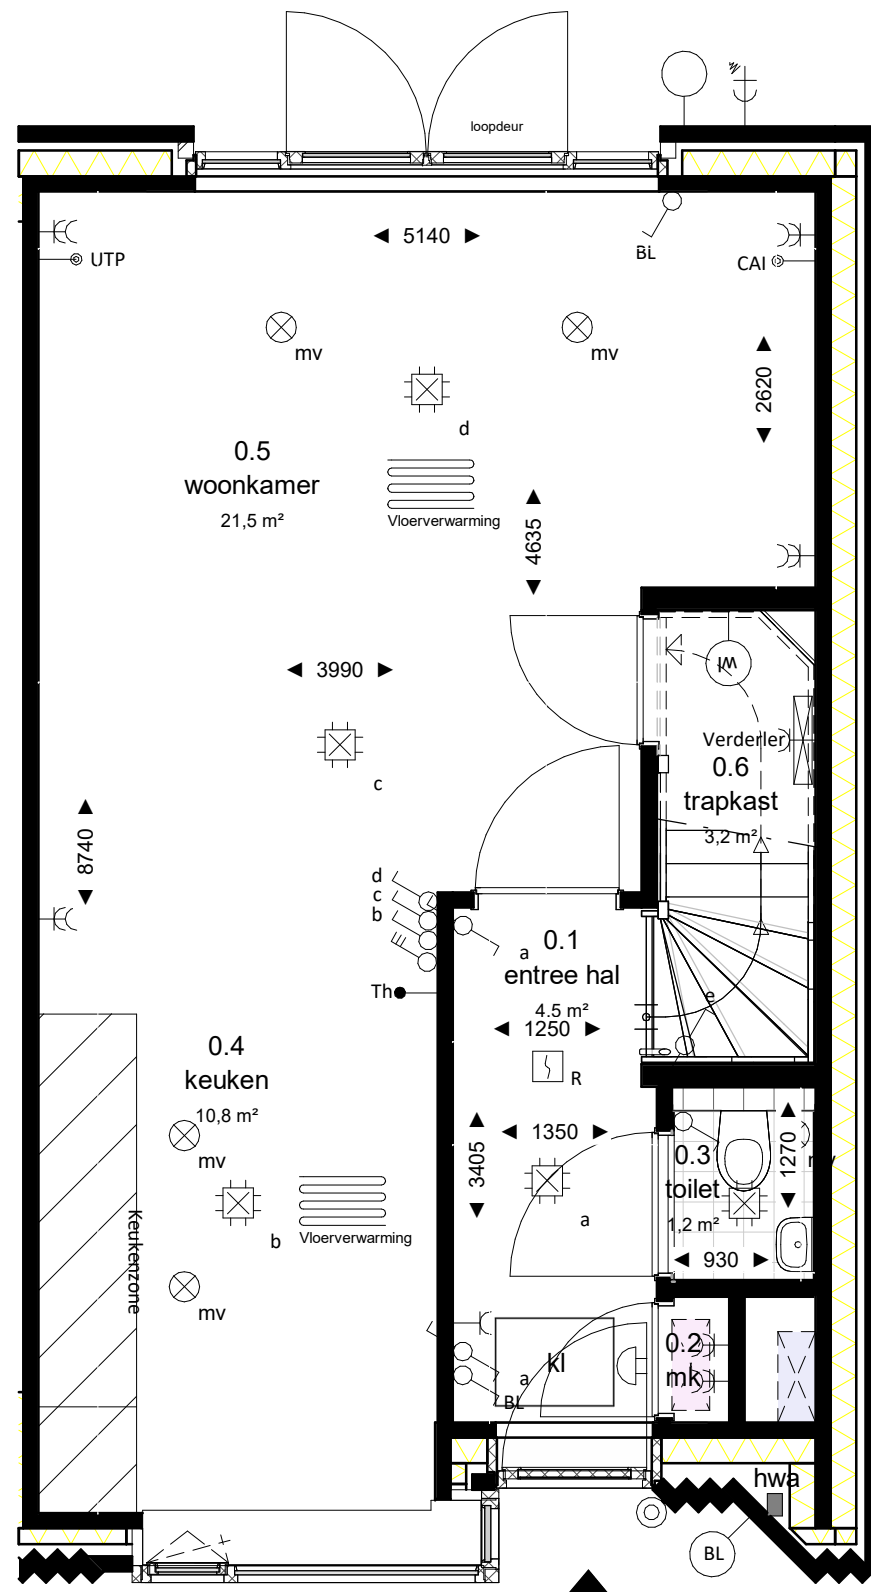 loopdeur
5140
BL
UTP
CAI
mv
mv
2620
d
0.5
woonkamer
21,5 m²
Vloerverwarming
4635
3990
Verderler
0.6
trapkast
3,2 m²
c
8740
d
c
b
a
0.1
entree hal
4.5 m²
1250
e
Th
R
0.4
keuken
10,8 m²
mv
1350
3405
1270
0.3
toilet
1,2 m²
930
a
b
Vloerverwarming
Keukenzone
mv
kl
a
BL
0.2
mk
hwa
BL